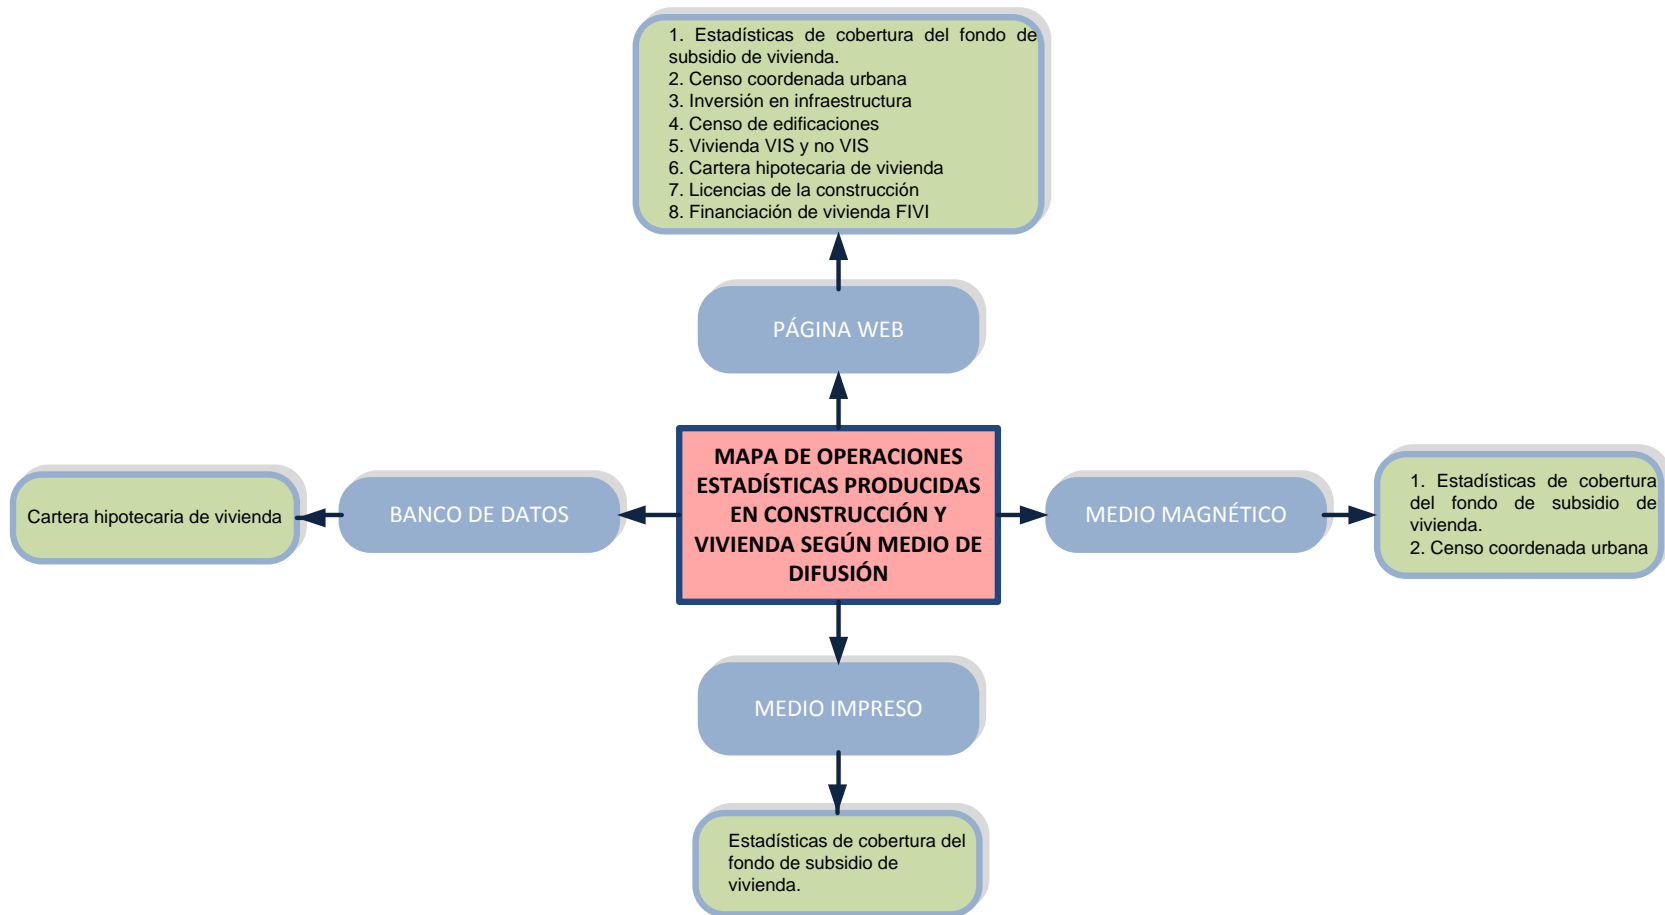 1. Estadísticas de cobertura del fondo de
subsidio de vivienda.
2. Censo coordenada urbana
3. Inversión en infraestructura
4. Censo de edificaciones
5. Vivienda VIS y no VIS
6. Cartera hipotecaria de vivienda
7. Licencias de la construcción
8. Financiación de vivienda FIVI
PÁGINA WEB
MAPA DE OPERACIONES
ESTADÍSTICAS PRODUCIDAS
EN CONSTRUCCIÓN Y
VIVIENDA SEGÚN MEDIO DE
DIFUSIÓN
Cartera hipotecaria de vivienda
BANCO DE DATOS
MEDIO MAGNÉTICO
1. Estadísticas de cobertura
del fondo de subsidio de
vivienda.
2. Censo coordenada urbana
MEDIO IMPRESO
Estadísticas de cobertura del
fondo de subsidio de
vivienda.